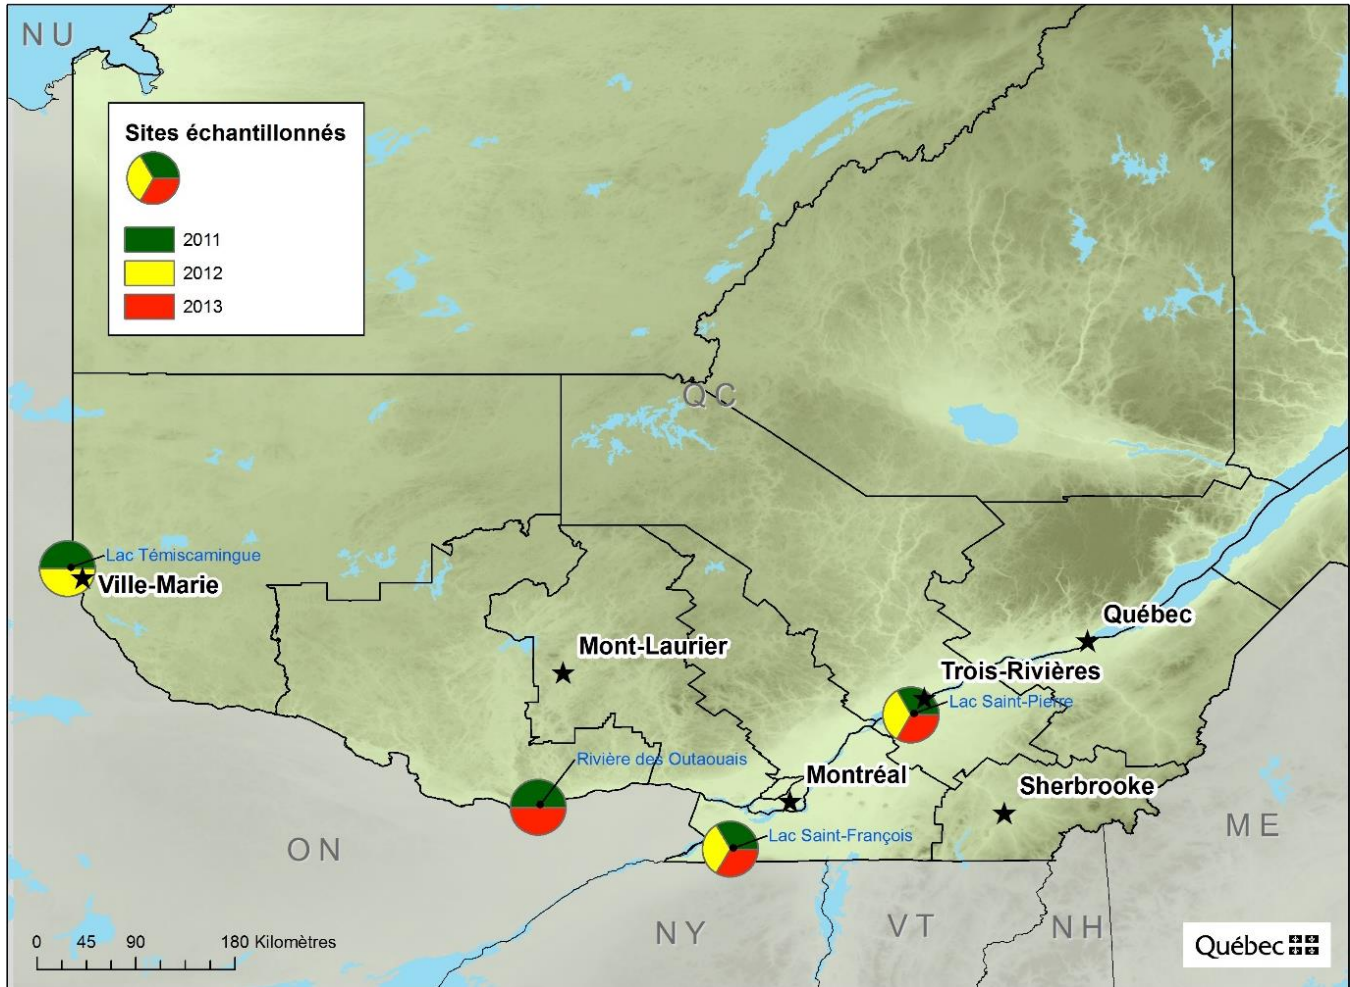 NU
Sites échantillonnés
2011
2012
2013
QC
Lac Témiscamingue
Ville-Marie
Mont-Laurier
Québec
Trois-Rivières
Lac Saint-Pierre
Rivière des Outaouais
Montréal
Sherbrooke
Lac Saint-François
ON
ME
NY
VT
NH
0 45 90 180 Kilomètres
Québec